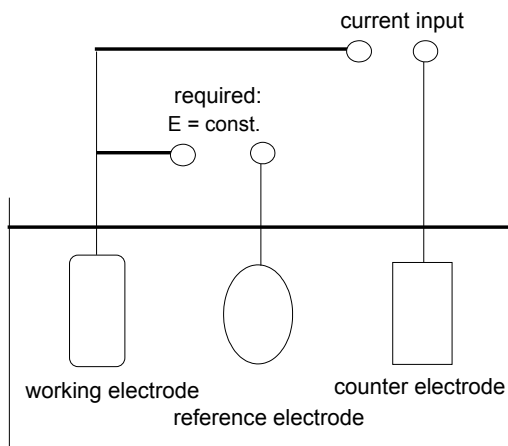 current input
required:
E = const.
working electrode
counter electrode
reference electrode